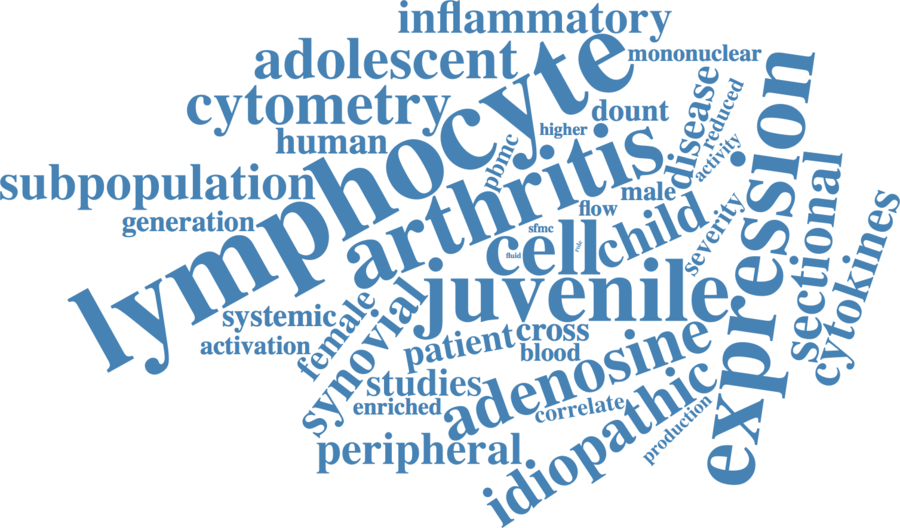 inflammatory
adolescent
lymphocyte
mononuclear
cytometry
dount
disease
reduced
expression
human
higher
pbmc
arthritis
activity
subpopulation
male
sectional
generation
flow
child
severity
cytokines
sfmc
cell
fluid
role
juvenile
systemic
female
synovial
activation
patient
cross
blood
adenosine
studies
enriched
correlate
idiopathic
production
peripheral